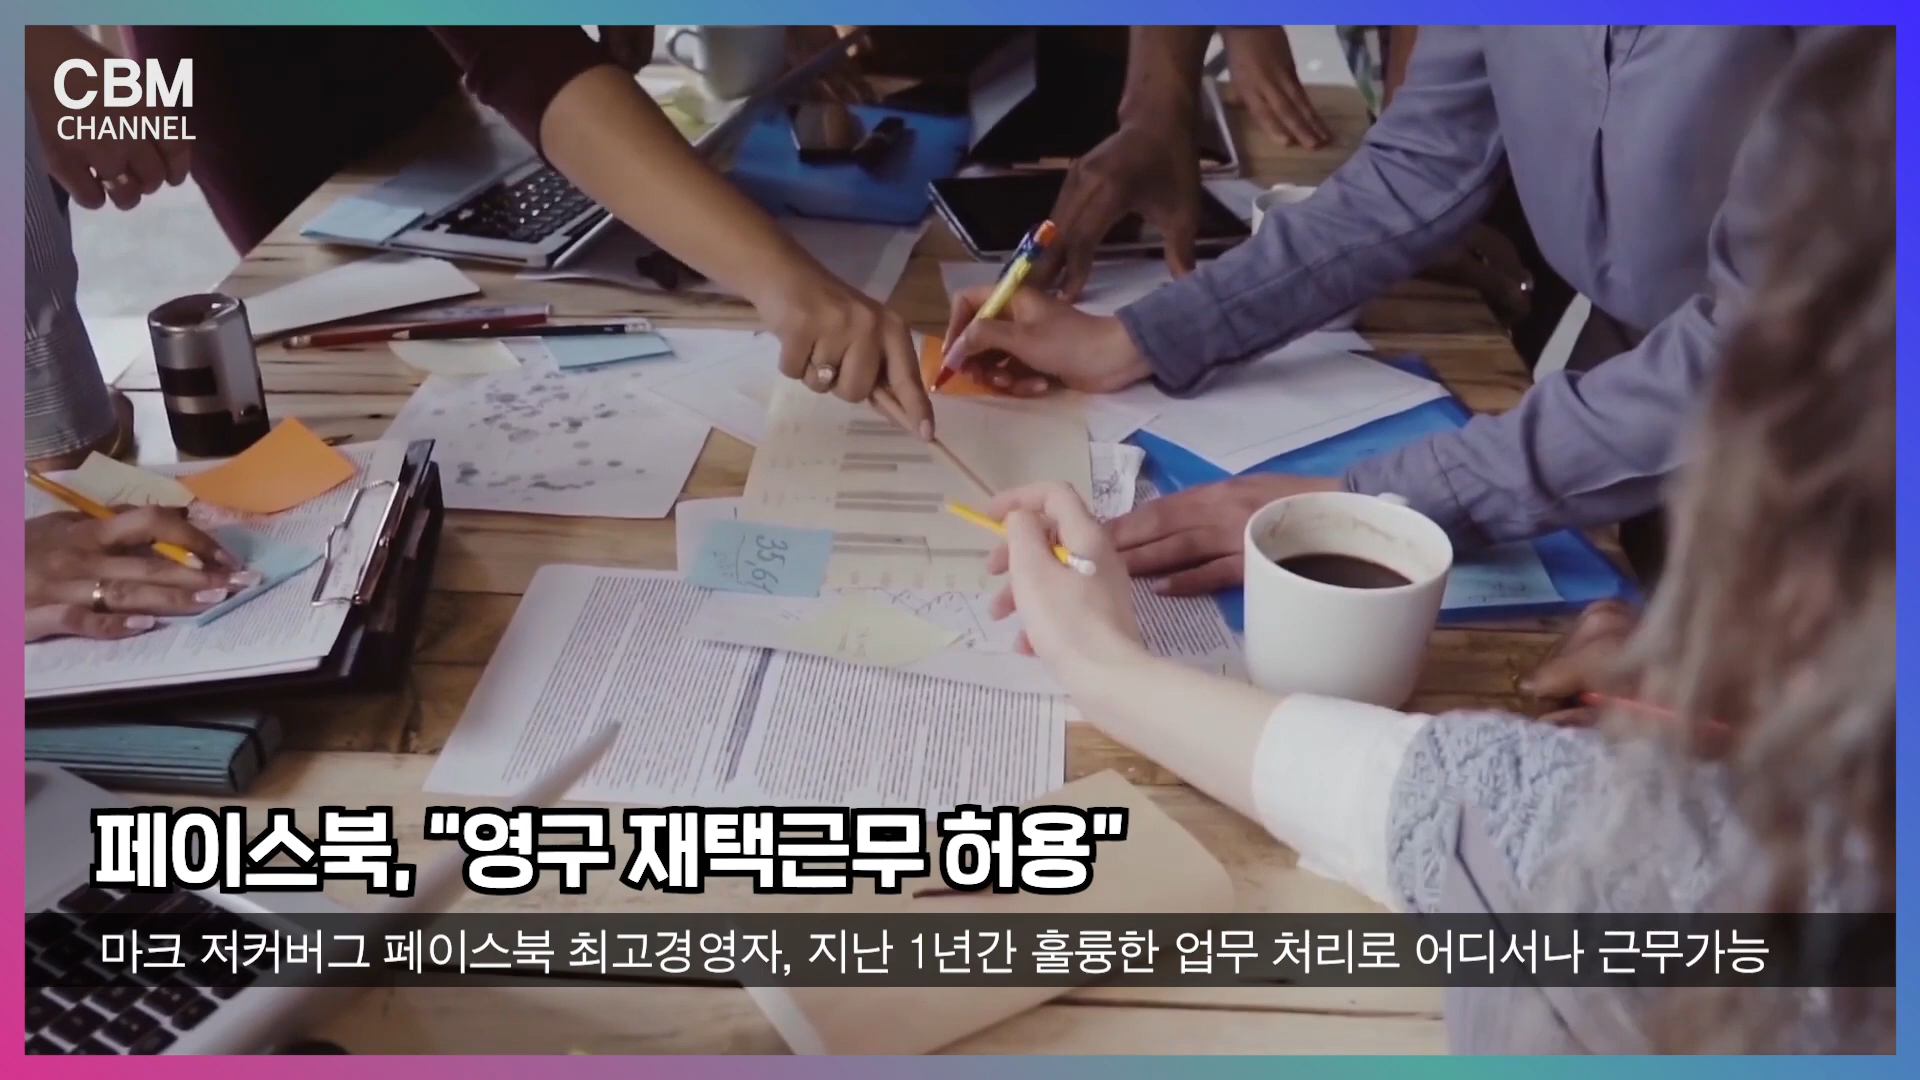 CBM
CHANNEL
35,61
페이스북, "영구 재택근무 허용"
마크 저커버그 페이스북 최고경영자, 지난 1년간 훌륭한 업무 처리로 어디서나 근무가능